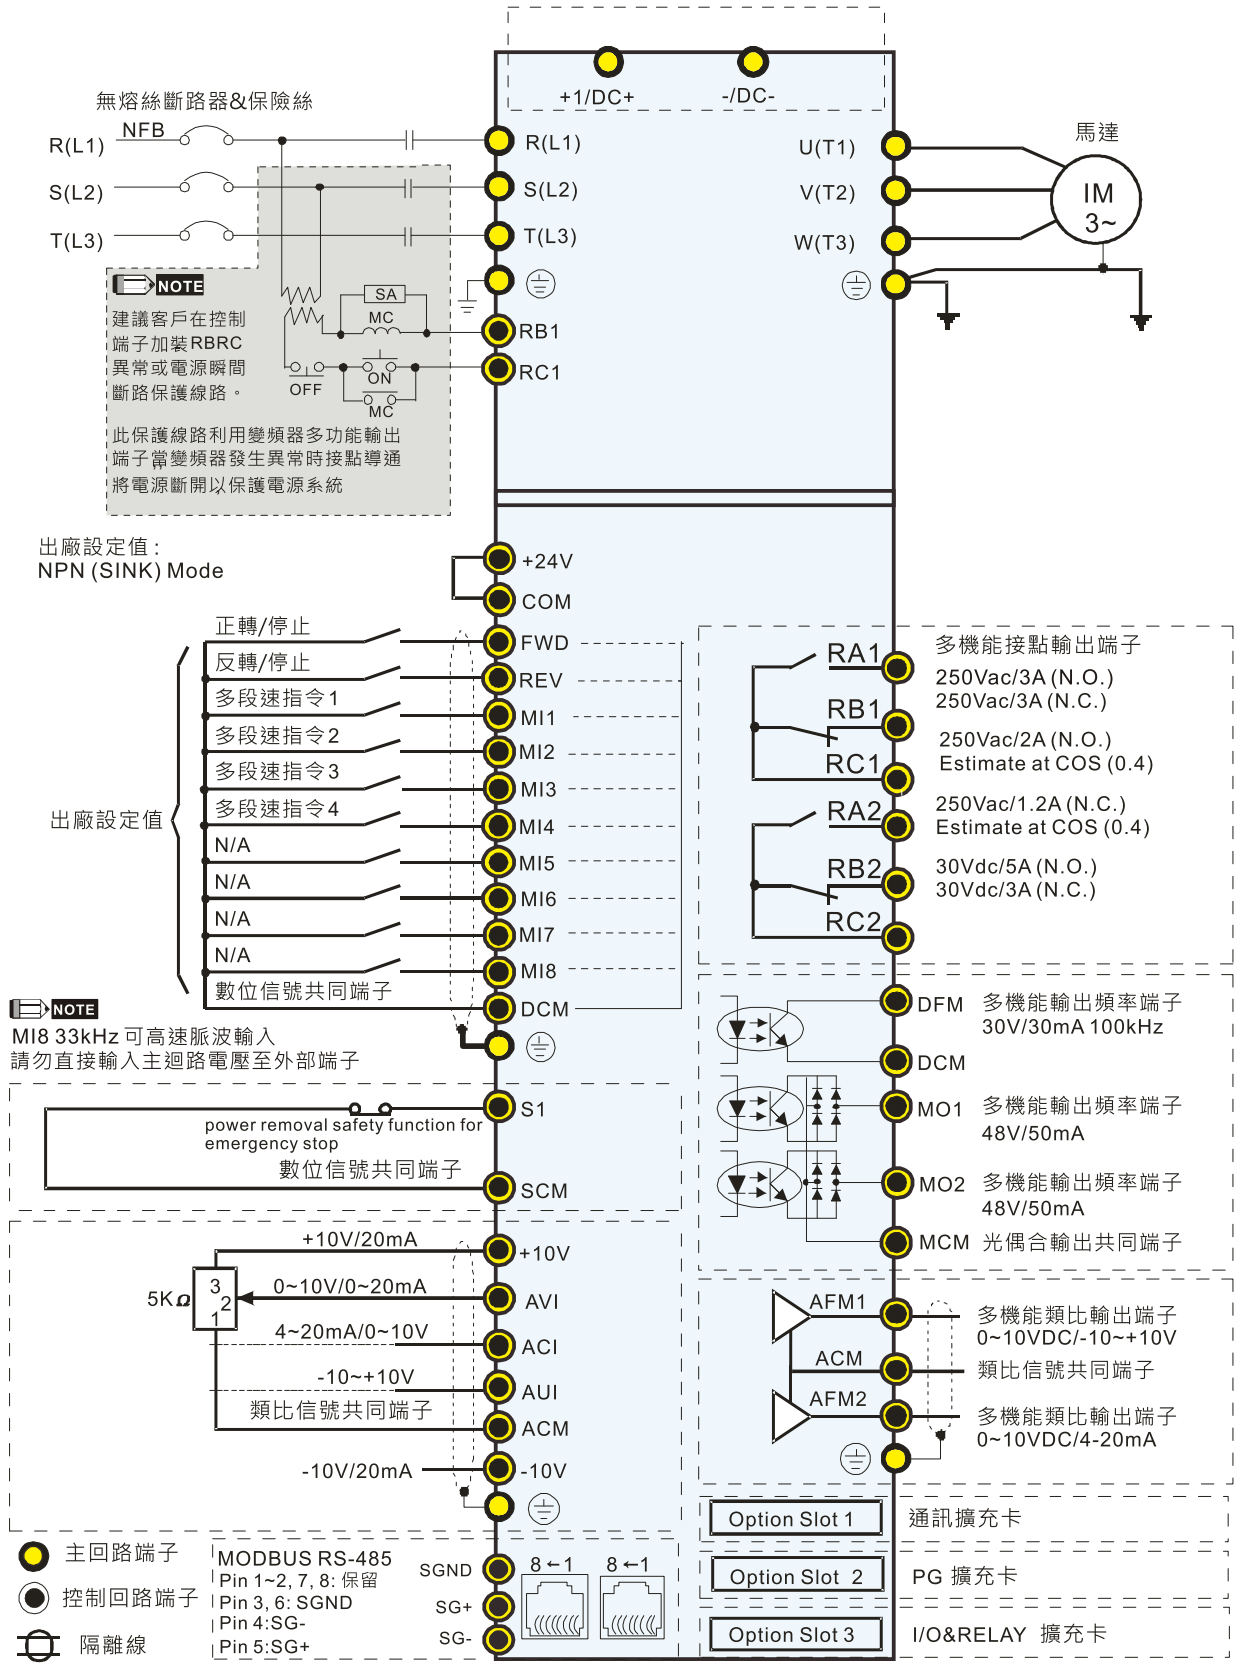 +1/DC+
-/DC-
無熔絲斷路器&保險絲
R(L1)
NFB
S(L2)
T(L3)
R(L1)
S(L2)
T(L3)
RB1
RC1
U(T1)
V(T2)
W(T3)
馬達
IM
3~
NOTE
建議客戶在控制
端子加裝RBRC
異常或電源瞬間
斷路保護線路。
此保護線路利用變頻器多功能輸出
端子當變頻器發生異常時接點導通
將電源斷開以保護電源系統
SA
MC
OFF
ON
MC
出廠設定值:
NPN (SINK) Mode
+24V
COM
正轉/停止
FWD
反轉/停止
REV
多段速指令1
MI1
多段速指令2
MI2
多段速指令3
MI3
多段速指令4
MI4
出廠設定值
N/A
MI5
N/A
MI6
N/A
MI7
N/A
MI8
數位信號共同端子
DCM
NOTE
MI8 33kHz 可高速脈波輸入
請勿直接輸入主迴路電壓至外部端子
S1
power removal safety function for
emergency stop
數位信號共同端子
SCM
+10V/20mA
+10V
5KΩ
3
2
1
0~10V/0~20mA
AVI
4~20mA/0~10V
ACI
-10~+10V
AUI
類比信號共同端子
ACM
-10V/20mA
-10V
RA1
RB1
RC1
RA2
RB2
RC2
多機能接點輸出端子
250Vac/3A (N.O.)
250Vac/3A (N.C.)
250Vac/2A (N.O.)
Estimate at COS (0.4)
250Vac/1.2A (N.C.)
Estimate at COS (0.4)
30Vdc/5A (N.O.)
30Vdc/3A (N.C.)
DFM
多機能輸出頻率端子
30V/30mA 100kHz
DCM
MO1
多機能輸出頻率端子
48V/50mA
MO2
多機能輸出頻率端子
48V/50mA
MCM
光偶合輸出共同端子
AFM1
多機能類比輸出端子
0~10VDC/-10~+10V
ACM
類比信號共同端子
AFM2
多機能類比輸出端子
0~10VDC/4-20mA
Option Slot 1
通訊擴充卡
Option Slot 2
PG 擴充卡
Option Slot 3
I/O&RELAY 擴充卡
主回路端子
控制回路端子
隔離線
MODBUS RS-485
Pin 1~2, 7, 8: 保留
Pin 3, 6: SGND
Pin 4:SG-
Pin 5:SG+
SGND
SG+
SG-
8←1
8←1